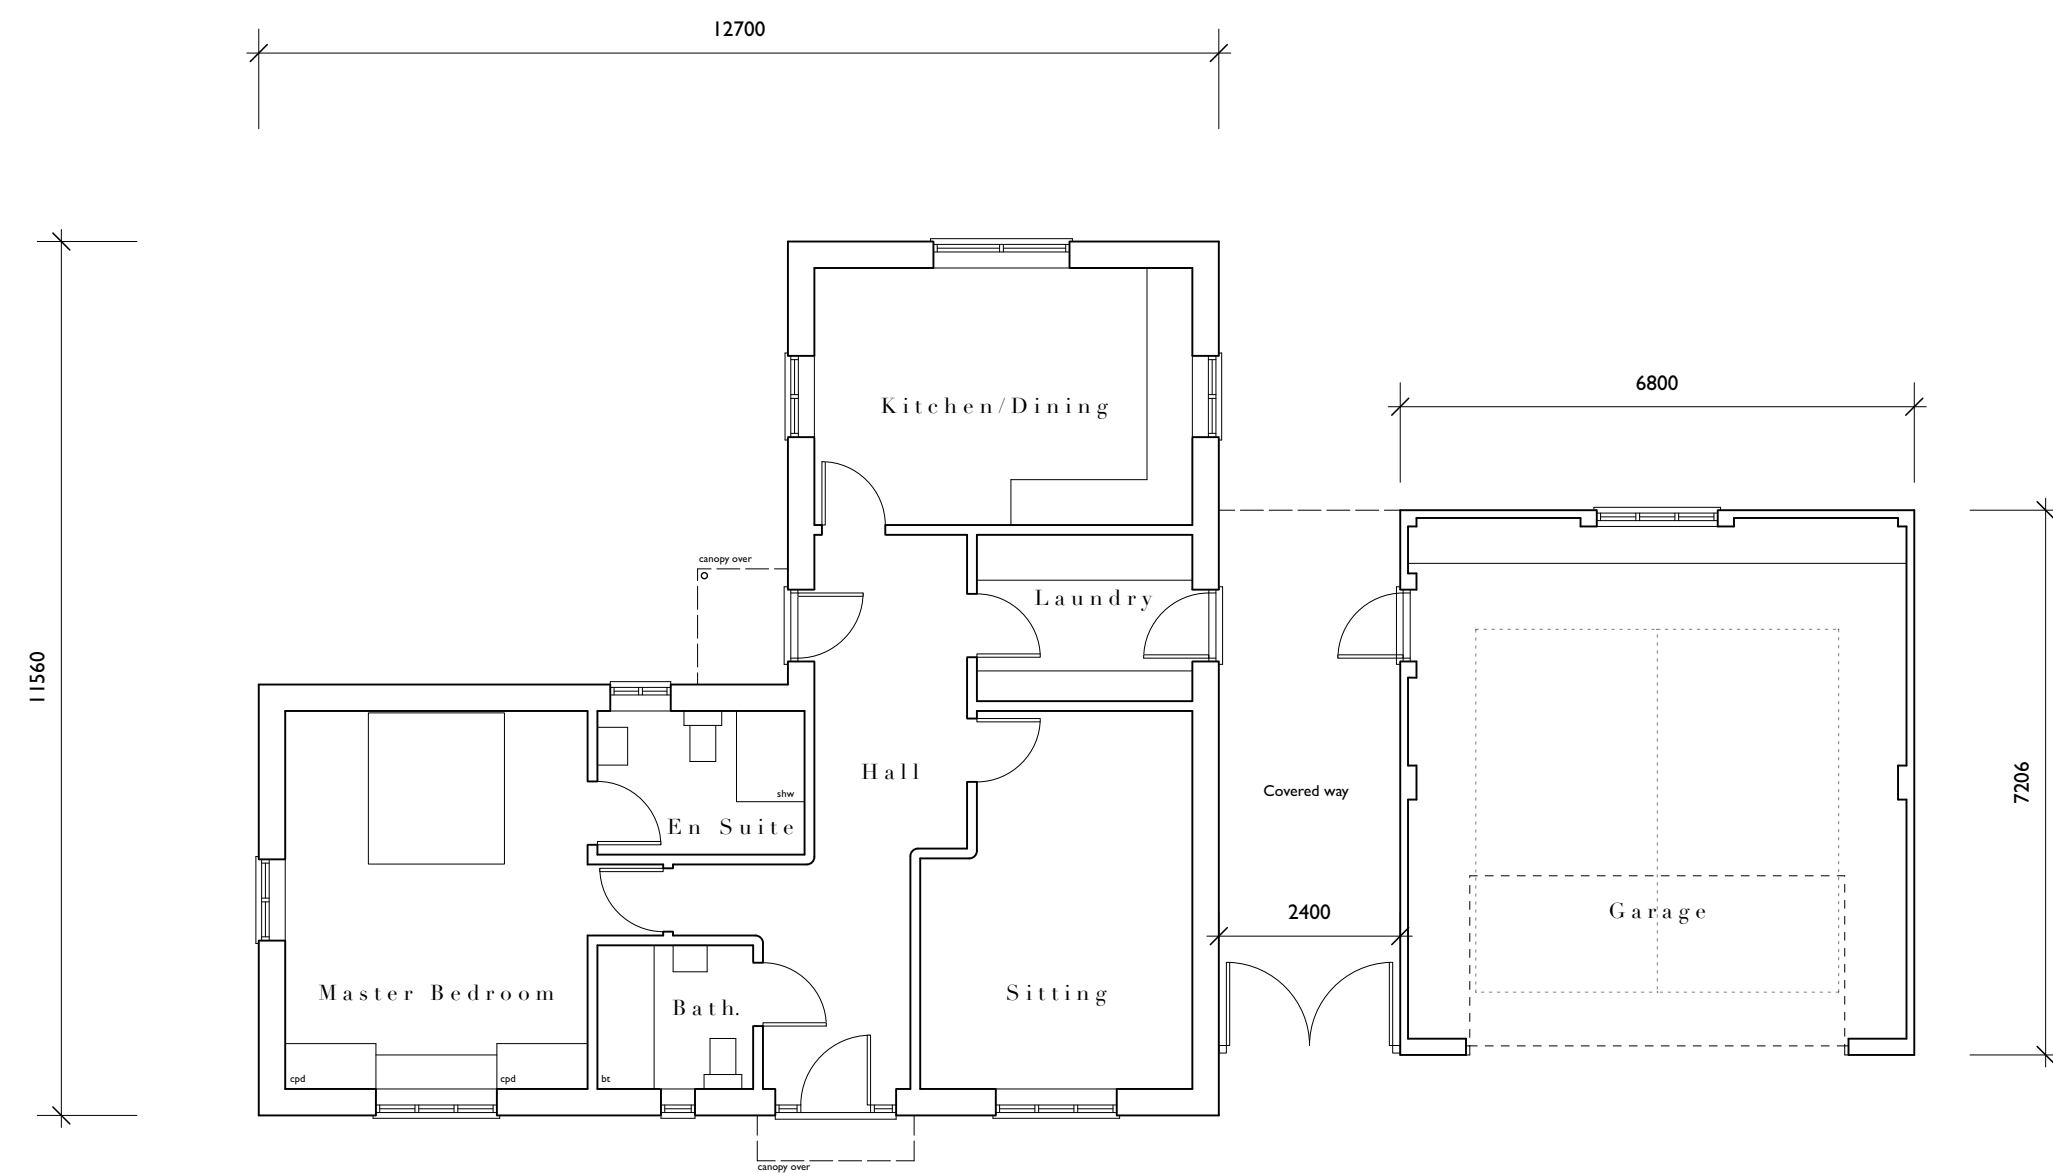 12700
Kitchen/Dining
6800
canopy over
Laundry
11560
Hall
Covered way
7206
shw
En Suite
2400
Garage
Master Bedroom
Bath.
Sitting
cpd
cpd
bt
canopy over